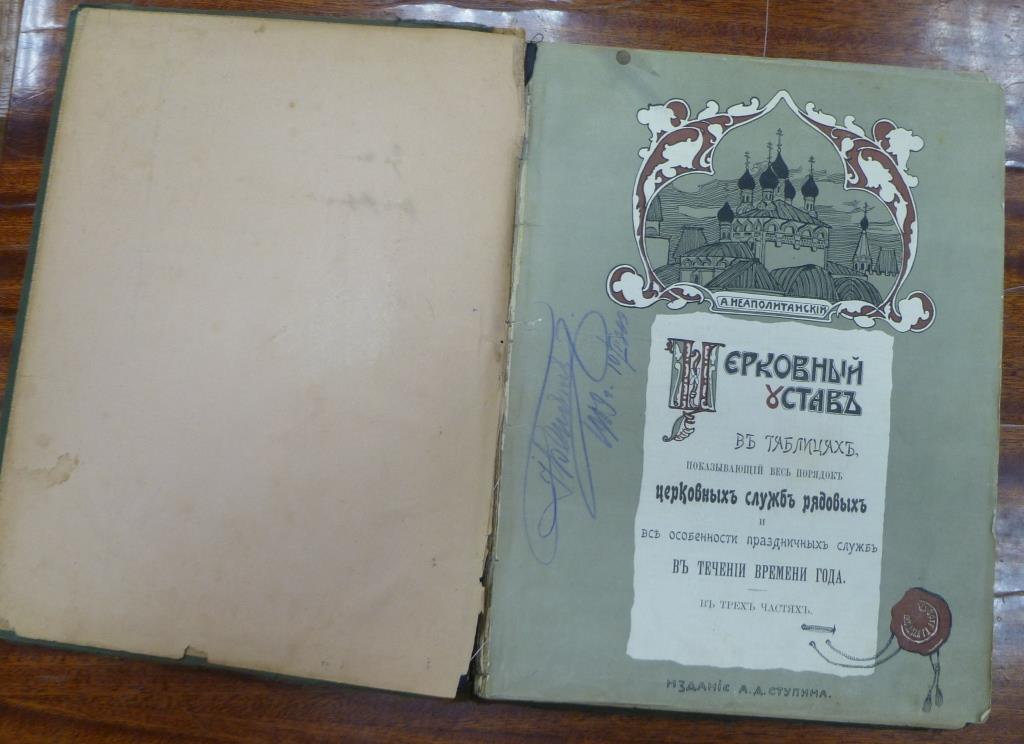 А. НЕАПОЛИТАНСКІЙ
ЦЕРКОВНЫЙ
УСТАВЪ
ВЪ ТАБЛИЦАХЪ,
ПОКАЗЫВАЮЩІЙ ВЕСЬ ПОРЯДОКЪ
ЦЕРКОВНЫХЪ СЛУЖБЪ РЯДОВЫХЪ
И
ВСѢ ОСОБЕННОСТИ ПРАЗДНИЧНЫХЪ СЛУЖБЪ
ВЪ ТЕЧЕНІИ ВРЕМЕНИ ГОДА.
ВЪ ТРЕХЪ ЧАСТЯХЪ.
ИЗДАНІЕ А. Д. СТУПИНА.